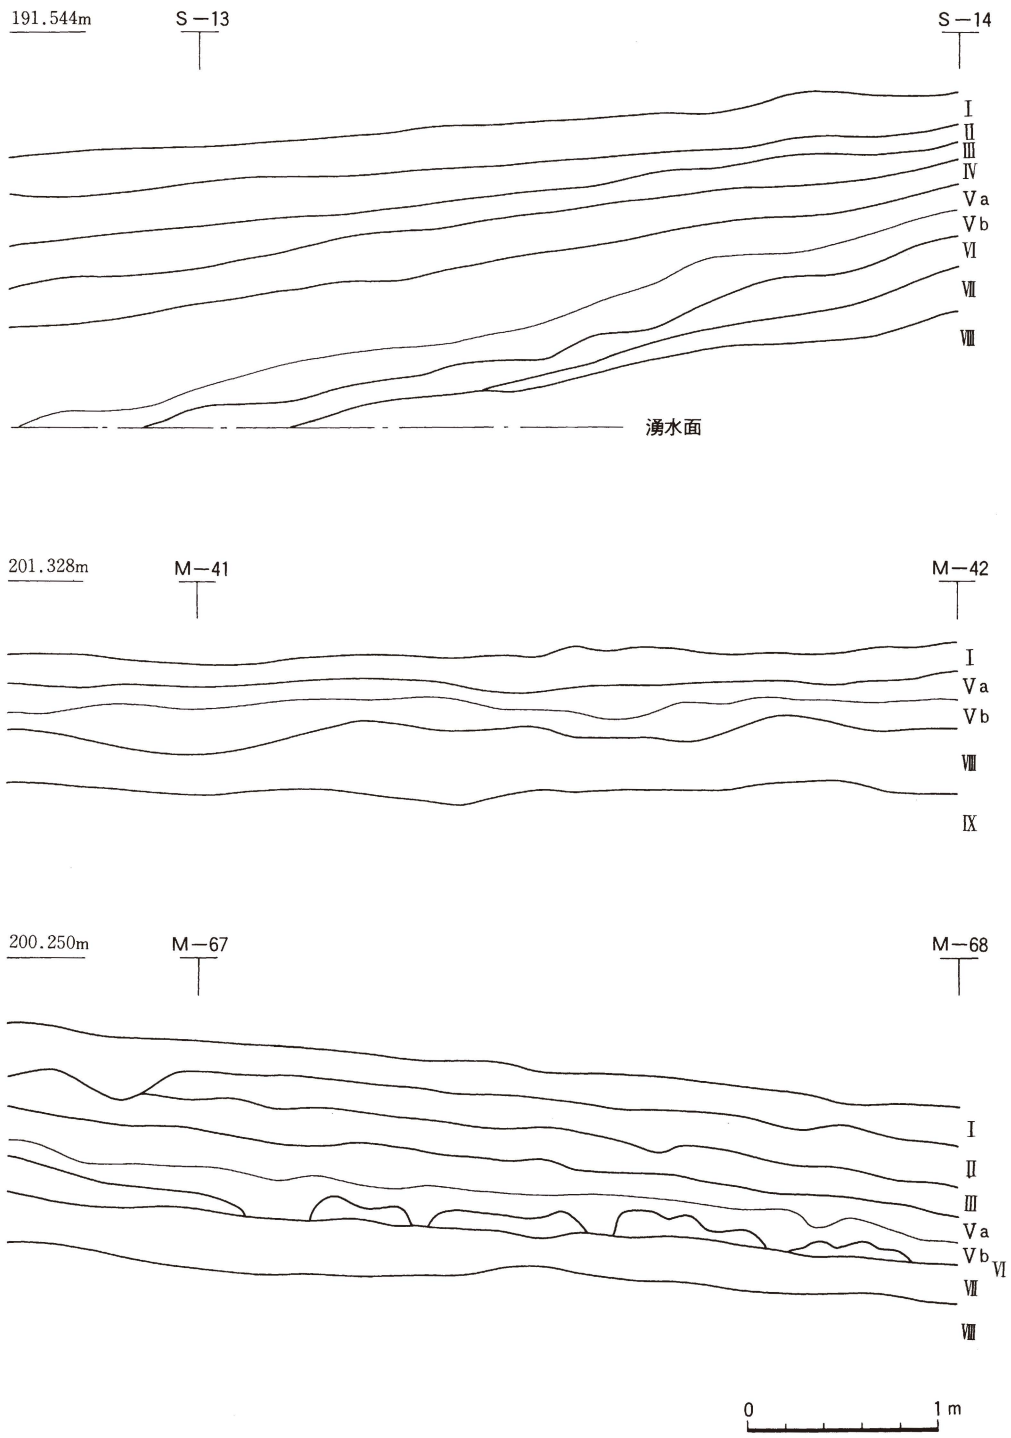 191.544m S－13 S－14
Ⅰ
Ⅱ
Ⅲ
Ⅳ
Ⅴa
Ⅴb
Ⅵ
Ⅶ
Ⅷ
湧水面
201.328m M－41 M－42
Ⅰ
Ⅴa
Ⅴb
Ⅷ
Ⅸ
200.250m M－67 M－68
Ⅰ
Ⅱ
Ⅲ
Ⅴa
Ⅴb Ⅵ
Ⅶ
Ⅷ
0 1m